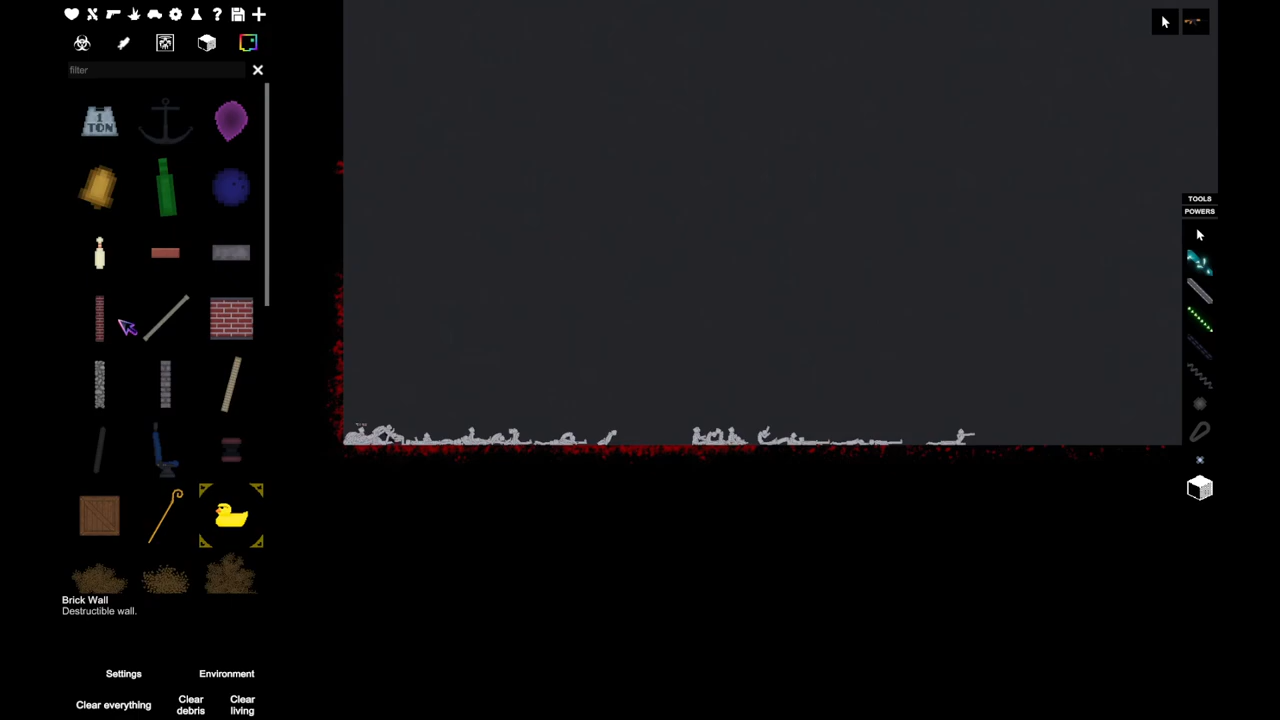 filter
1
TON
TOOLS
POWERS
Brick Wall
Destructible wall.
Settings
Environment
Clear everything
Clear
debris
Clear
living